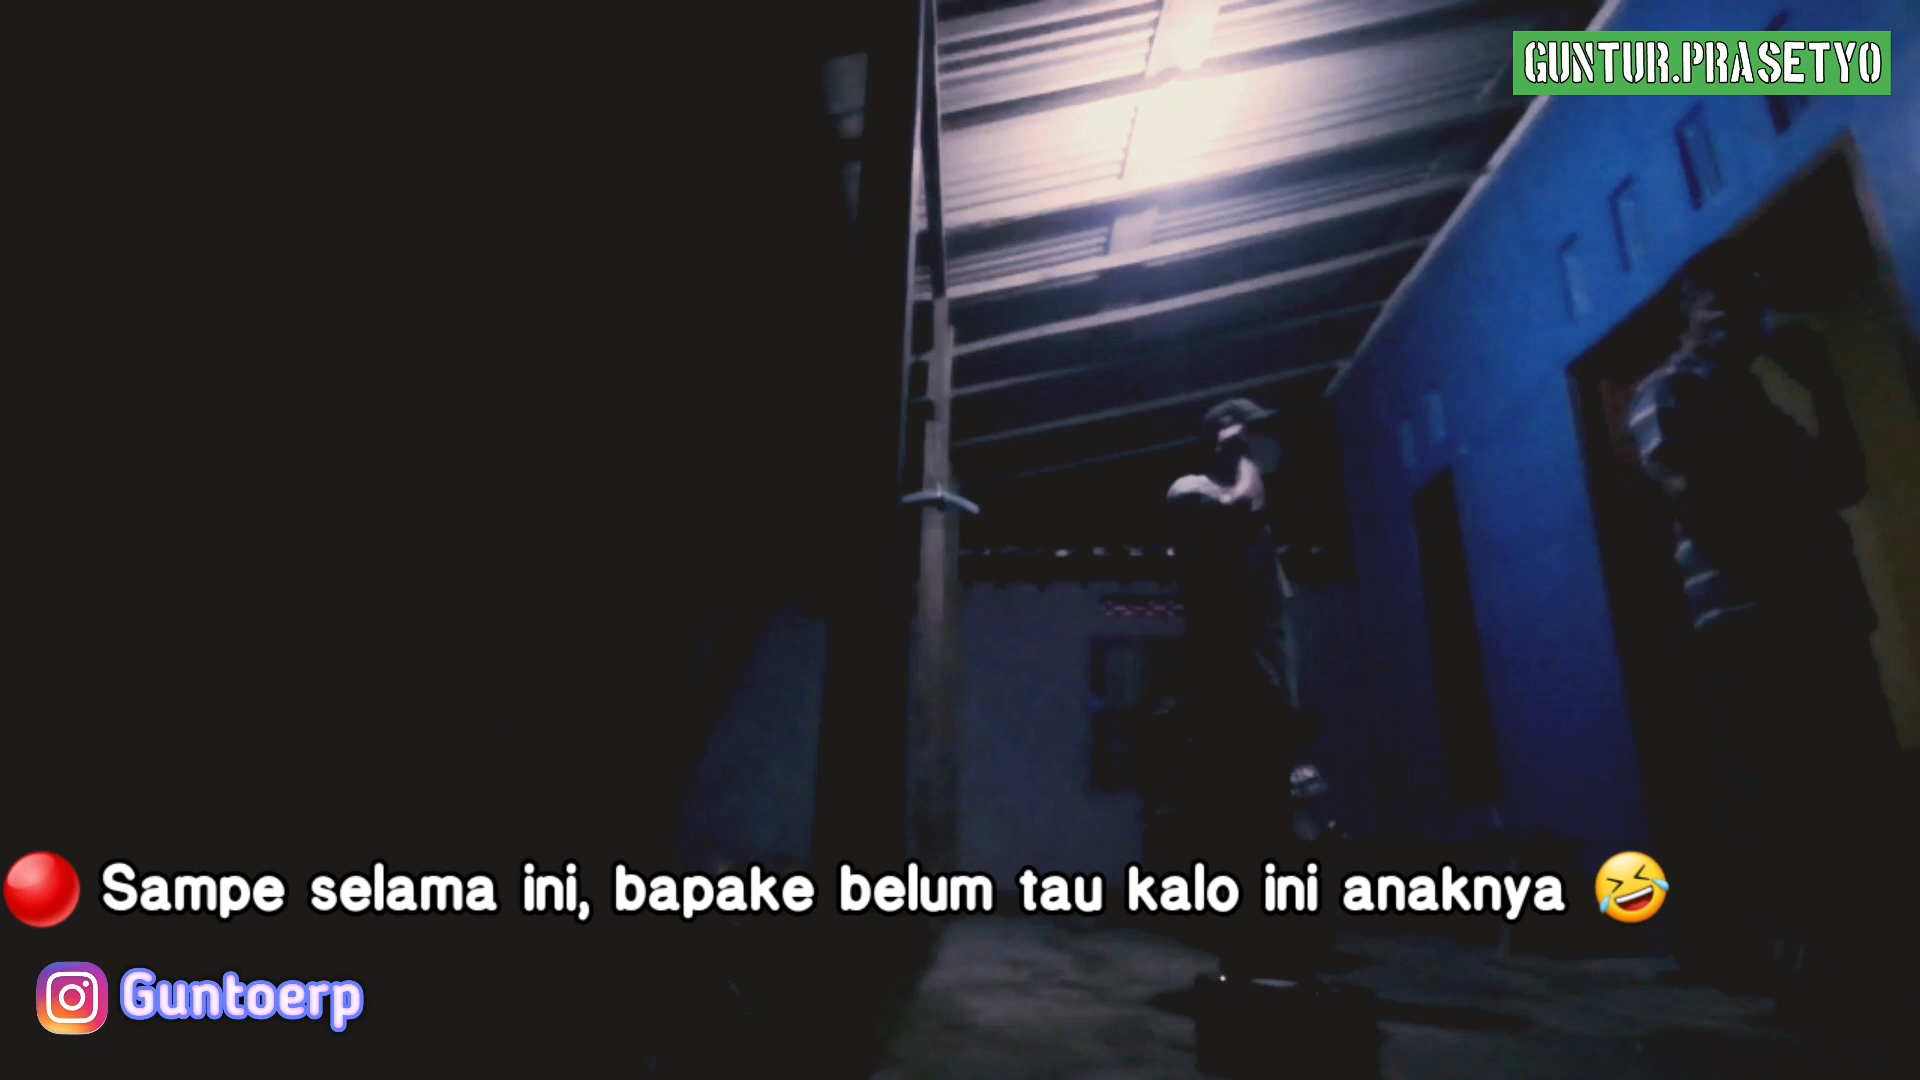 GUNTUR.PRASETYO
Sampe selama ini, bapake belum tau kalo ini anaknya 🤣
Guntoerp